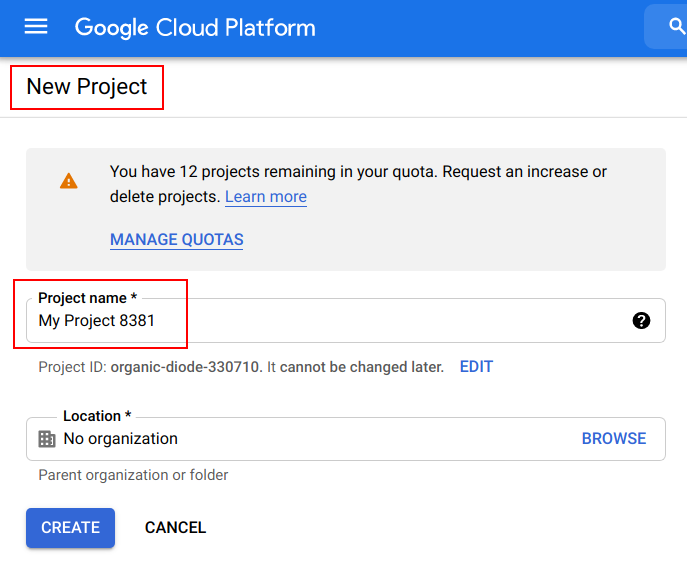 Google Cloud Platform
New Project
You have 12 projects remaining in your quota. Request an increase or
delete projects. Learn more
MANAGE QUOTAS
Project name *
My Project 8381
Project ID: organic-diode-330710. It cannot be changed later. EDIT
Location *
No organization BROWSE
Parent organization or folder
CREATE CANCEL